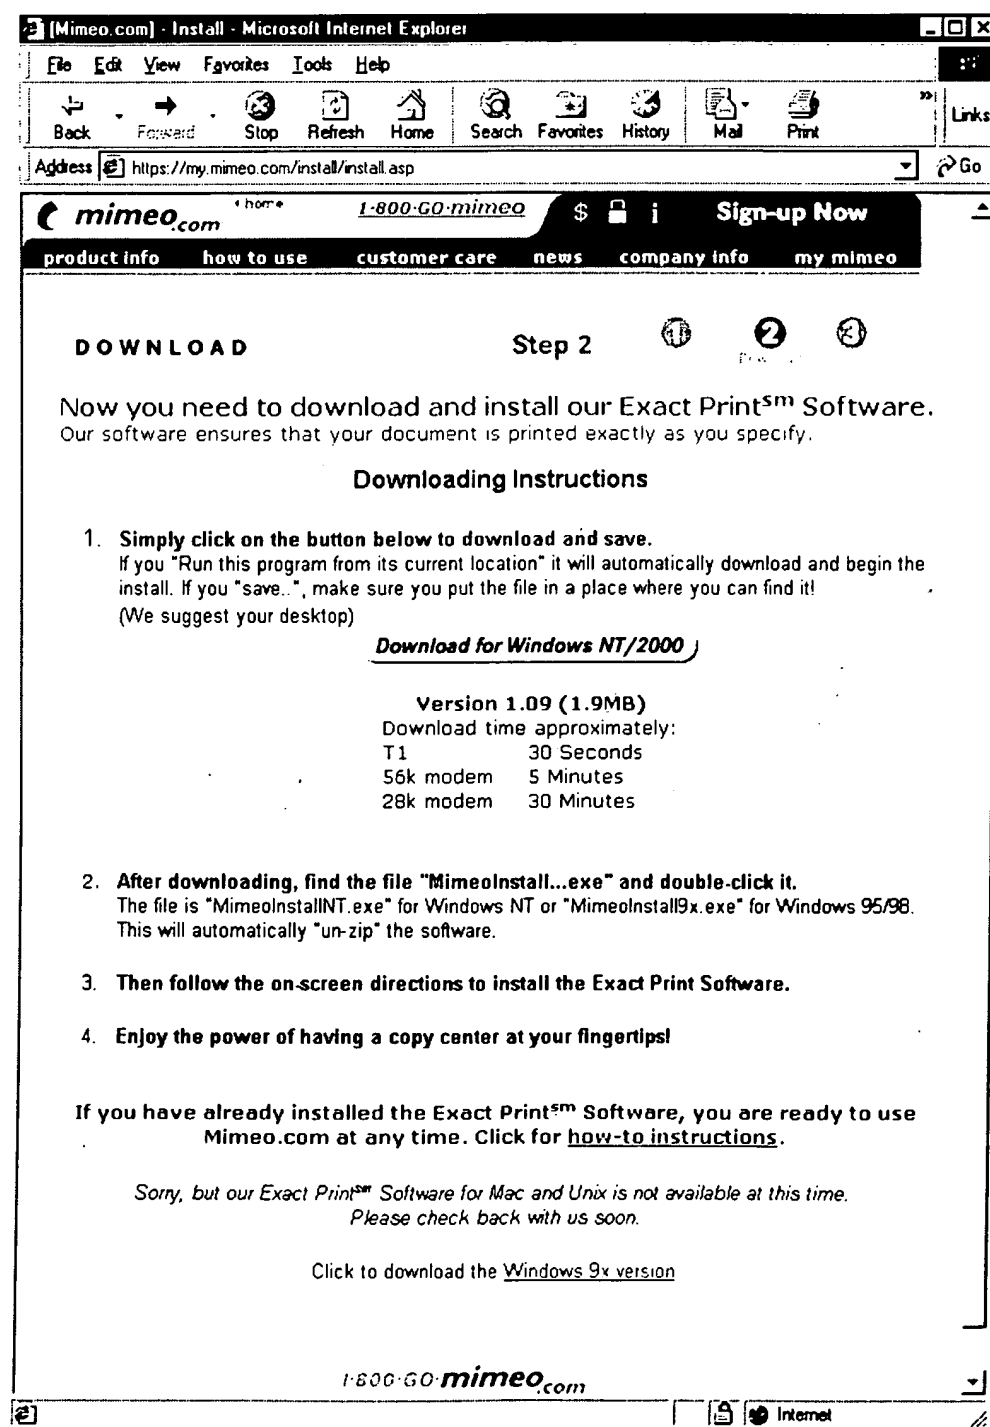 [Mimeo.com] - Install - Microsoft Internet Explorer
File Edit View Favorites Tools Help
Back Forward Stop Refresh Home Search Favorites History Mail Print Links
Address https://my.mimeo.com/install/install.asp Go
mimeo.com home 1-800-GO-mimeo $ i Sign-up Now
product info how to use customer care news company info my mimeo
DOWNLOAD Step 2 1 2 3
Now you need to download and install our Exact Printsm Software.
Our software ensures that your document is printed exactly as you specify.
Downloading Instructions
1. Simply click on the button below to download and save.
If you "Run this program from its current location" it will automatically download and begin the
install. If you "save..", make sure you put the file in a place where you can find it!
(We suggest your desktop)
Download for Windows NT/2000
Version 1.09 (1.9MB)
Download time approximately:
T1 30 Seconds
56k modem 5 Minutes
28k modem 30 Minutes
2. After downloading, find the file "MimeoInstall...exe" and double-click it.
The file is "MimeoInstallNT.exe" for Windows NT or "MimeoInstall9x.exe" for Windows 95/98.
This will automatically "un-zip" the software.
3. Then follow the on-screen directions to install the Exact Print Software.
4. Enjoy the power of having a copy center at your fingertips!
If you have already installed the Exact Printsm Software, you are ready to use
Mimeo.com at any time. Click for how-to instructions.
Sorry, but our Exact Printsm Software for Mac and Unix is not available at this time.
Please check back with us soon.
Click to download the Windows 9x version
1-800-GO-mimeo.com
Internet